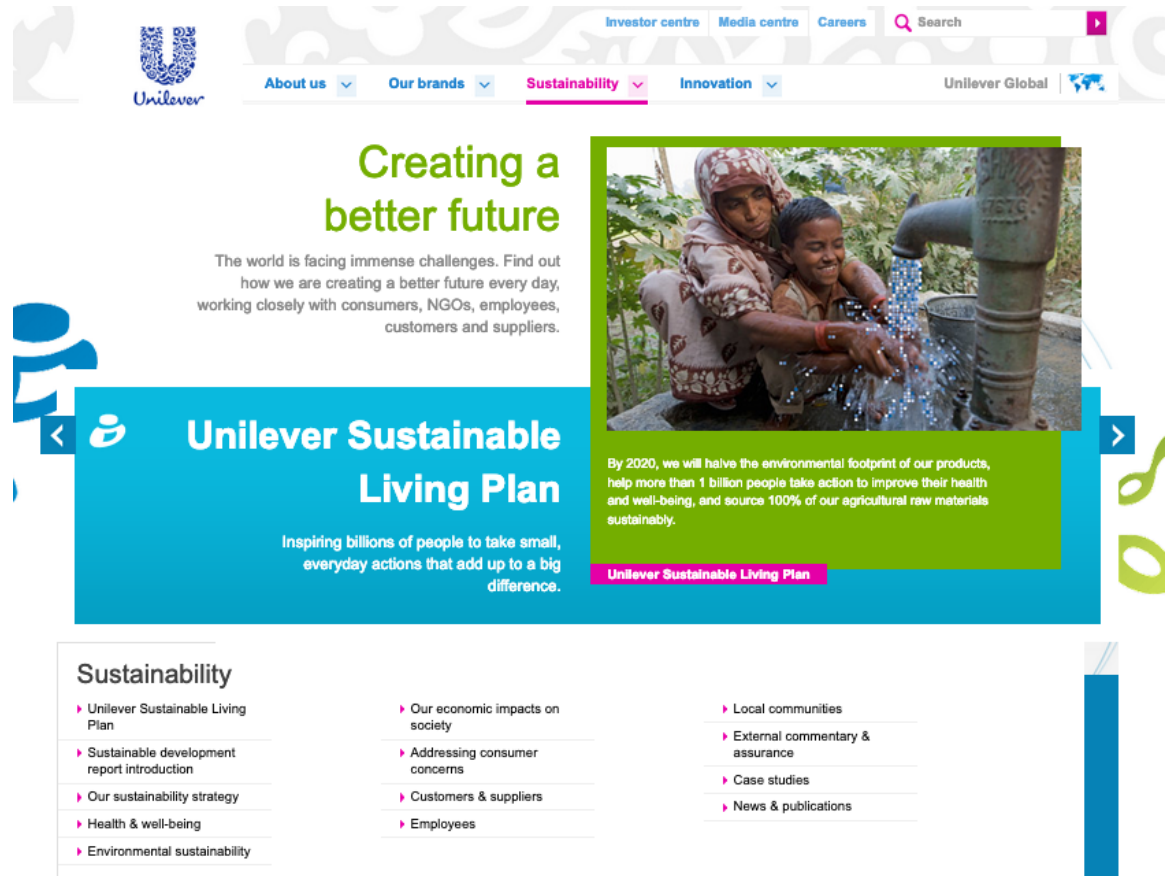 Investor centre
Media centre
Careers
Search
Unilever
About us
Our brands
Sustainability
Innovation
Unilever Global
Creating a
better future
The world is facing immense challenges. Find out
how we are creating a better future every day,
working closely with consumers, NGOs, employees,
customers and suppliers.
Unilever Sustainable
Living Plan
Inspiring billions of people to take small,
everyday actions that add up to a big
difference.
By 2020, we will halve the environmental footprint of our products,
help more than 1 billion people take action to improve their health
and well-being, and source 100% of our agricultural raw materials
sustainably.
Unilever Sustainable Living Plan
Sustainability
Unilever Sustainable Living
Plan
Sustainable development
report introduction
Our sustainability strategy
Health & well-being
Environmental sustainability
Our economic impacts on
society
Addressing consumer
concerns
Customers & suppliers
Employees
Local communities
External commentary &
assurance
Case studies
News & publications